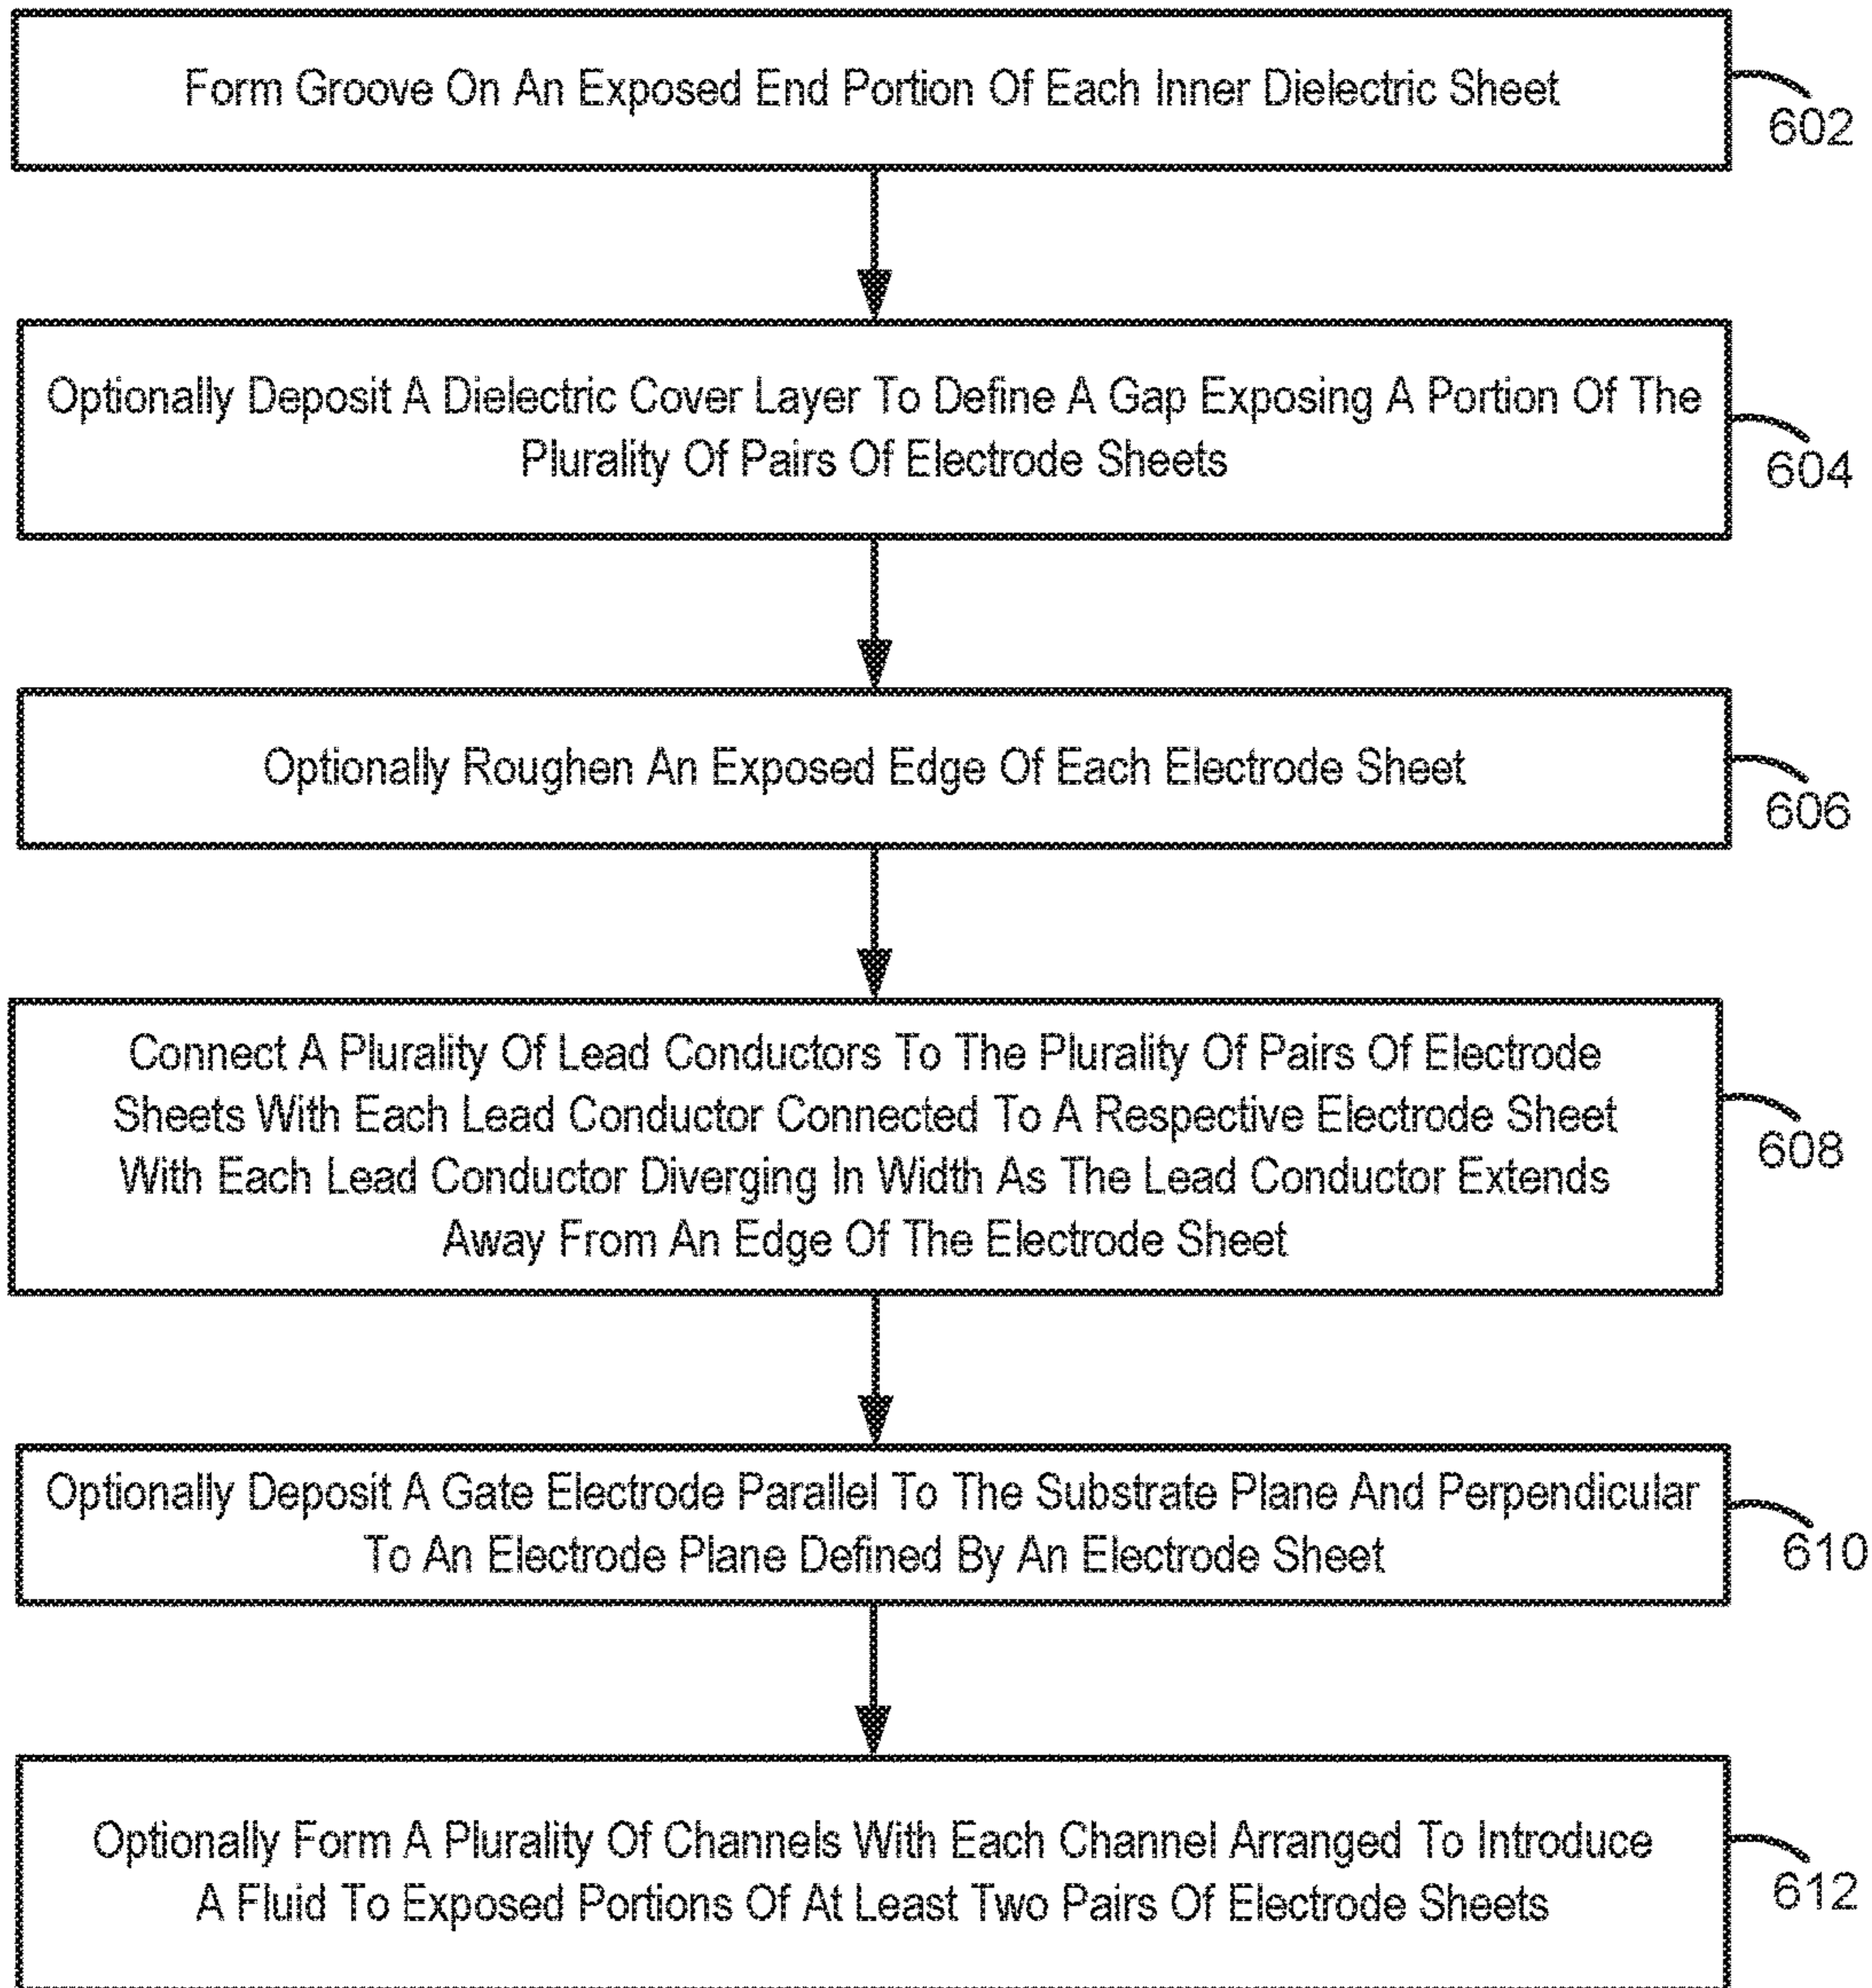 Form Groove On An Exposed End Portion Of Each Inner Dielectric Sheet
602
Optionally Deposit A Dielectric Cover Layer To Define A Gap Exposing A Portion Of The
Plurality Of Pairs Of Electrode Sheets
604
Optionally Roughen An Exposed Edge Of Each Electrode Sheet
606
Connect A Plurality Of Lead Conductors To The Plurality Of Pairs Of Electrode
Sheets With Each Lead Conductor Connected To A Respective Electrode Sheet
With Each Lead Conductor Diverging In Width As The Lead Conductor Extends
Away From An Edge Of The Electrode Sheet
608
Optionally Deposit A Gate Electrode Parallel To The Substrate Plane And Perpendicular
To An Electrode Plane Defined By An Electrode Sheet
610
Optionally Form A Plurality Of Channels With Each Channel Arranged To Introduce
A Fluid To Exposed Portions Of At Least Two Pairs Of Electrode Sheets
612